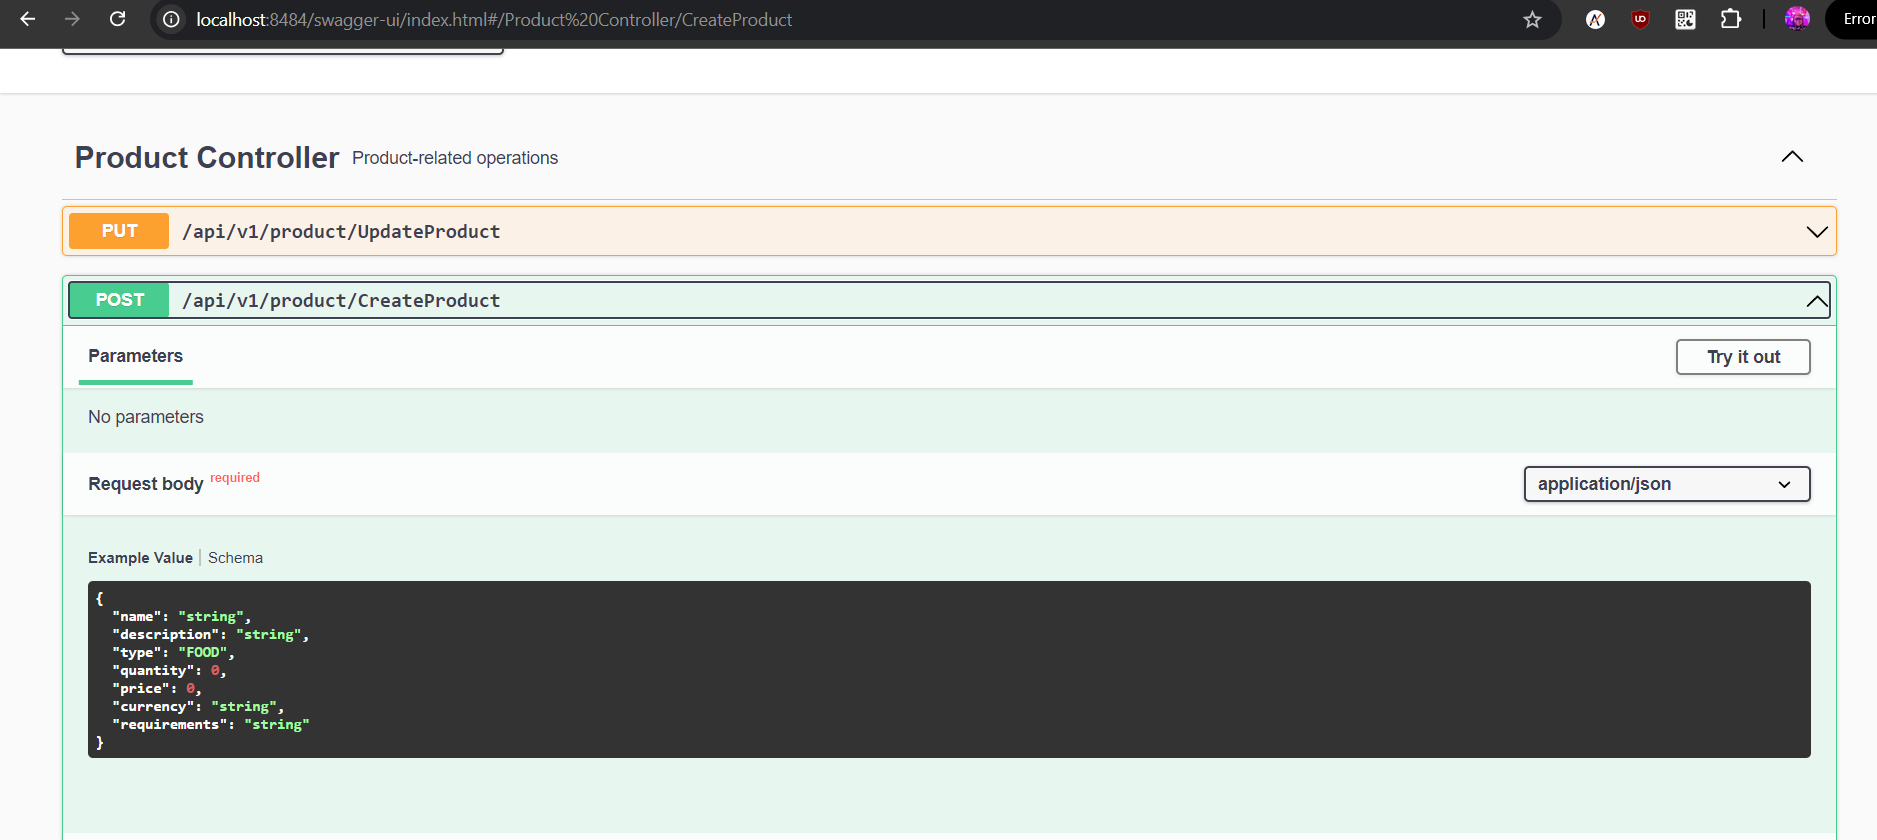 localhost:8484/swagger-ui/index.html#/Product%20Controller/CreateProduct
Error
Product Controller Product-related operations
PUT /api/v1/product/UpdateProduct
POST /api/v1/product/CreateProduct
Parameters
Try it out
No parameters
Request body required
application/json
Example Value | Schema
{
"name": "string",
"description": "string",
"type": "FOOD",
"quantity": 0,
"price": 0,
"currency": "string",
"requirements": "string"
}